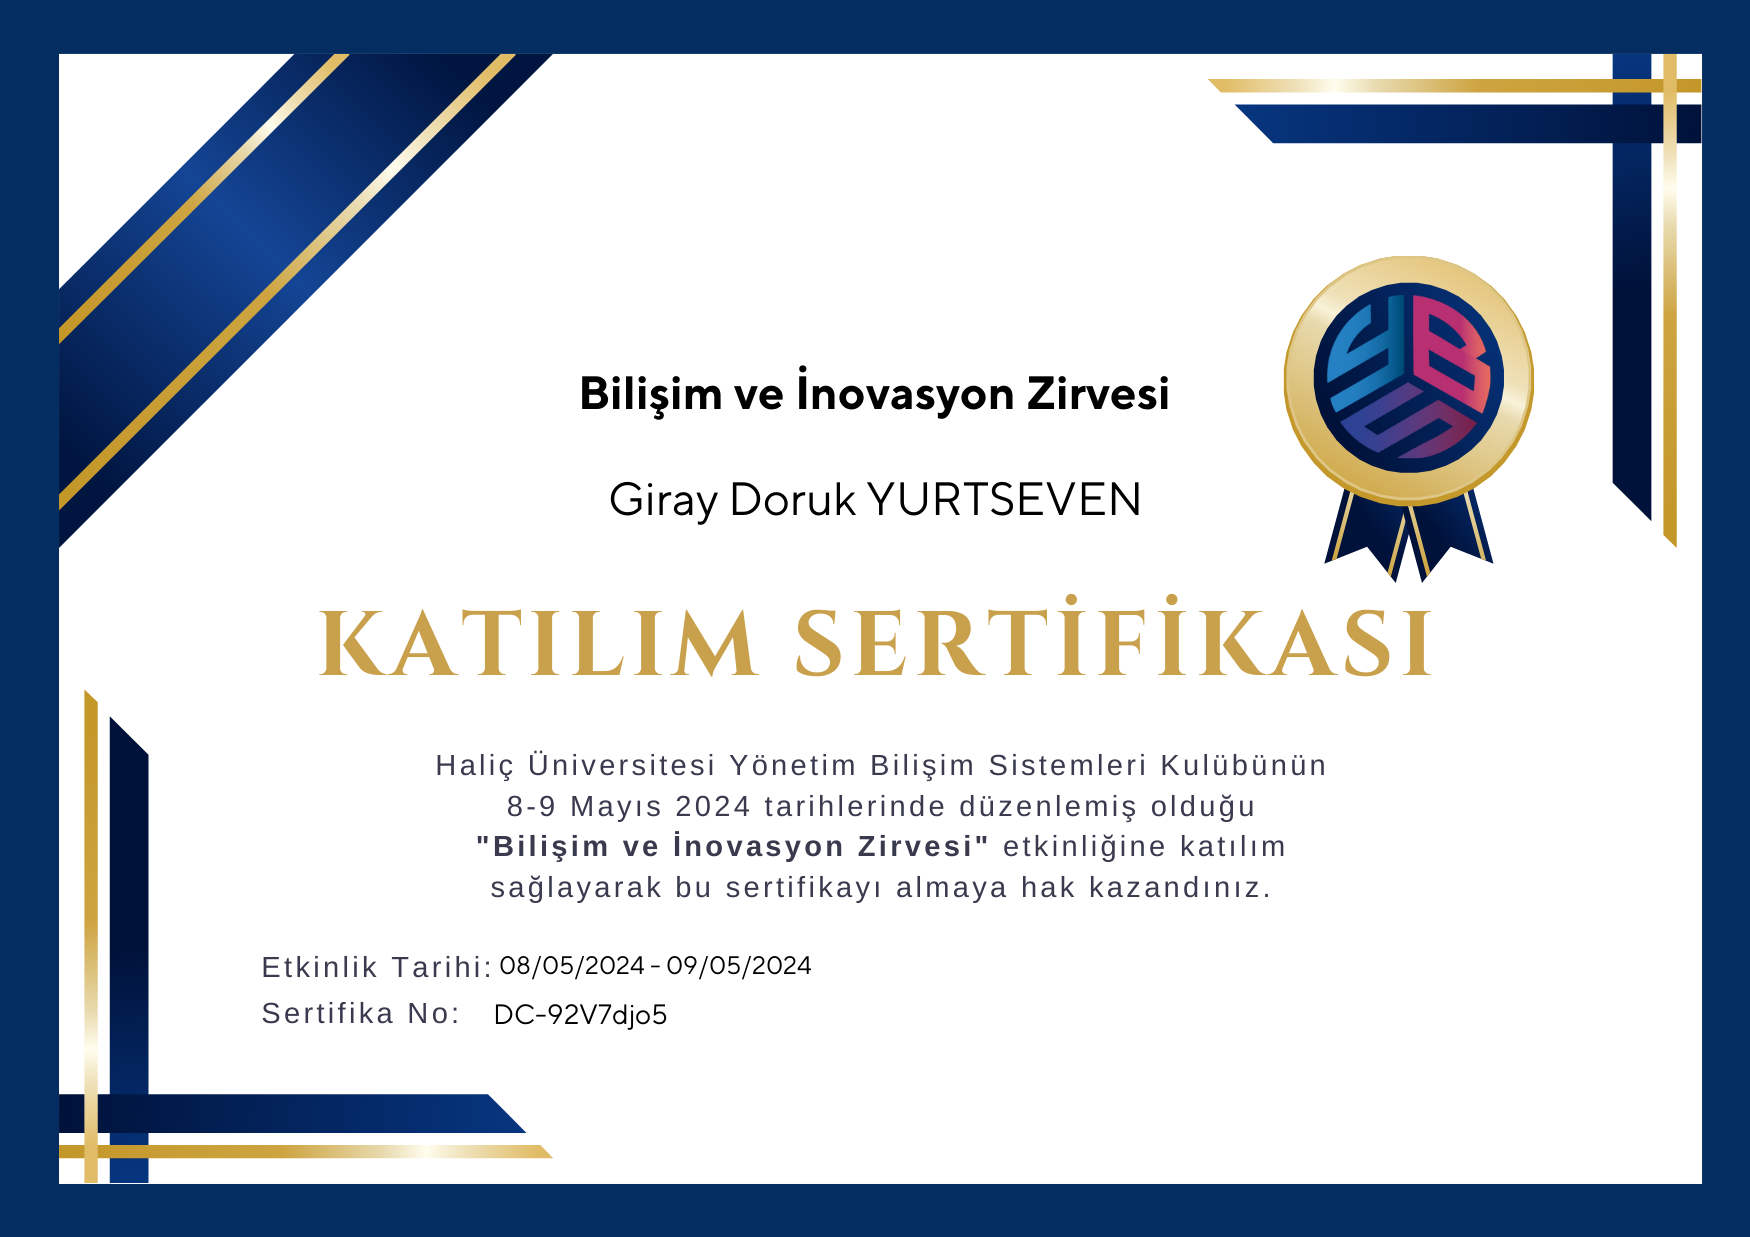 YBS
Bilişim ve İnovasyon Zirvesi
Giray Doruk YURTSEVEN
KATILIM SERTİFİKASI
Haliç Üniversitesi Yönetim Bilişim Sistemleri Kulübünün
8-9 Mayıs 2024 tarihlerinde düzenlemiş olduğu
"Bilişim ve İnovasyon Zirvesi" etkinliğine katılım
sağlayarak bu sertifikayı almaya hak kazandınız.
Etkinlik Tarihi: 08/05/2024 - 09/05/2024
Sertifika No: DC-92V7djo5